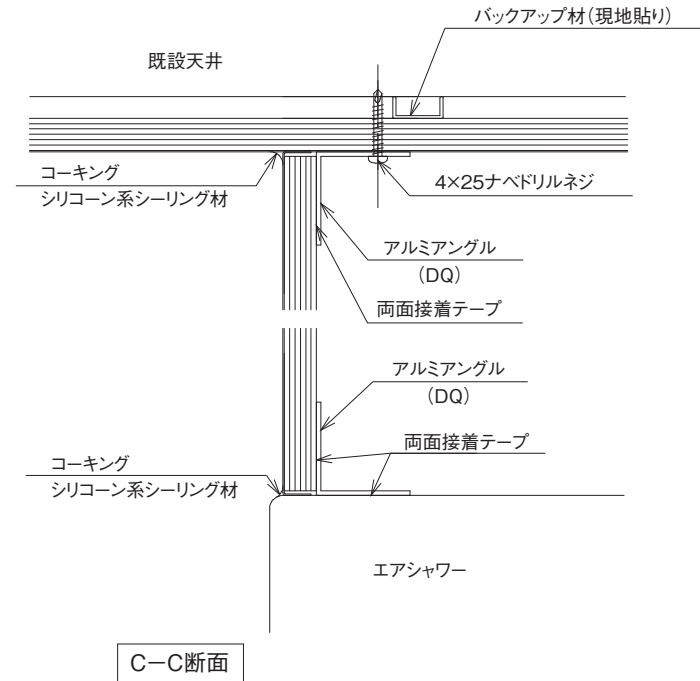 バックアップ材(現地貼り)
既設天井
コーキング
シリコーン系シーリング材
4×25ナベドリルネジ
アルミアングル
(DQ)
両面接着テープ
アルミアングル
(DQ)
両面接着テープ
コーキング
シリコーン系シーリング材
エアシャワー
C−C断面